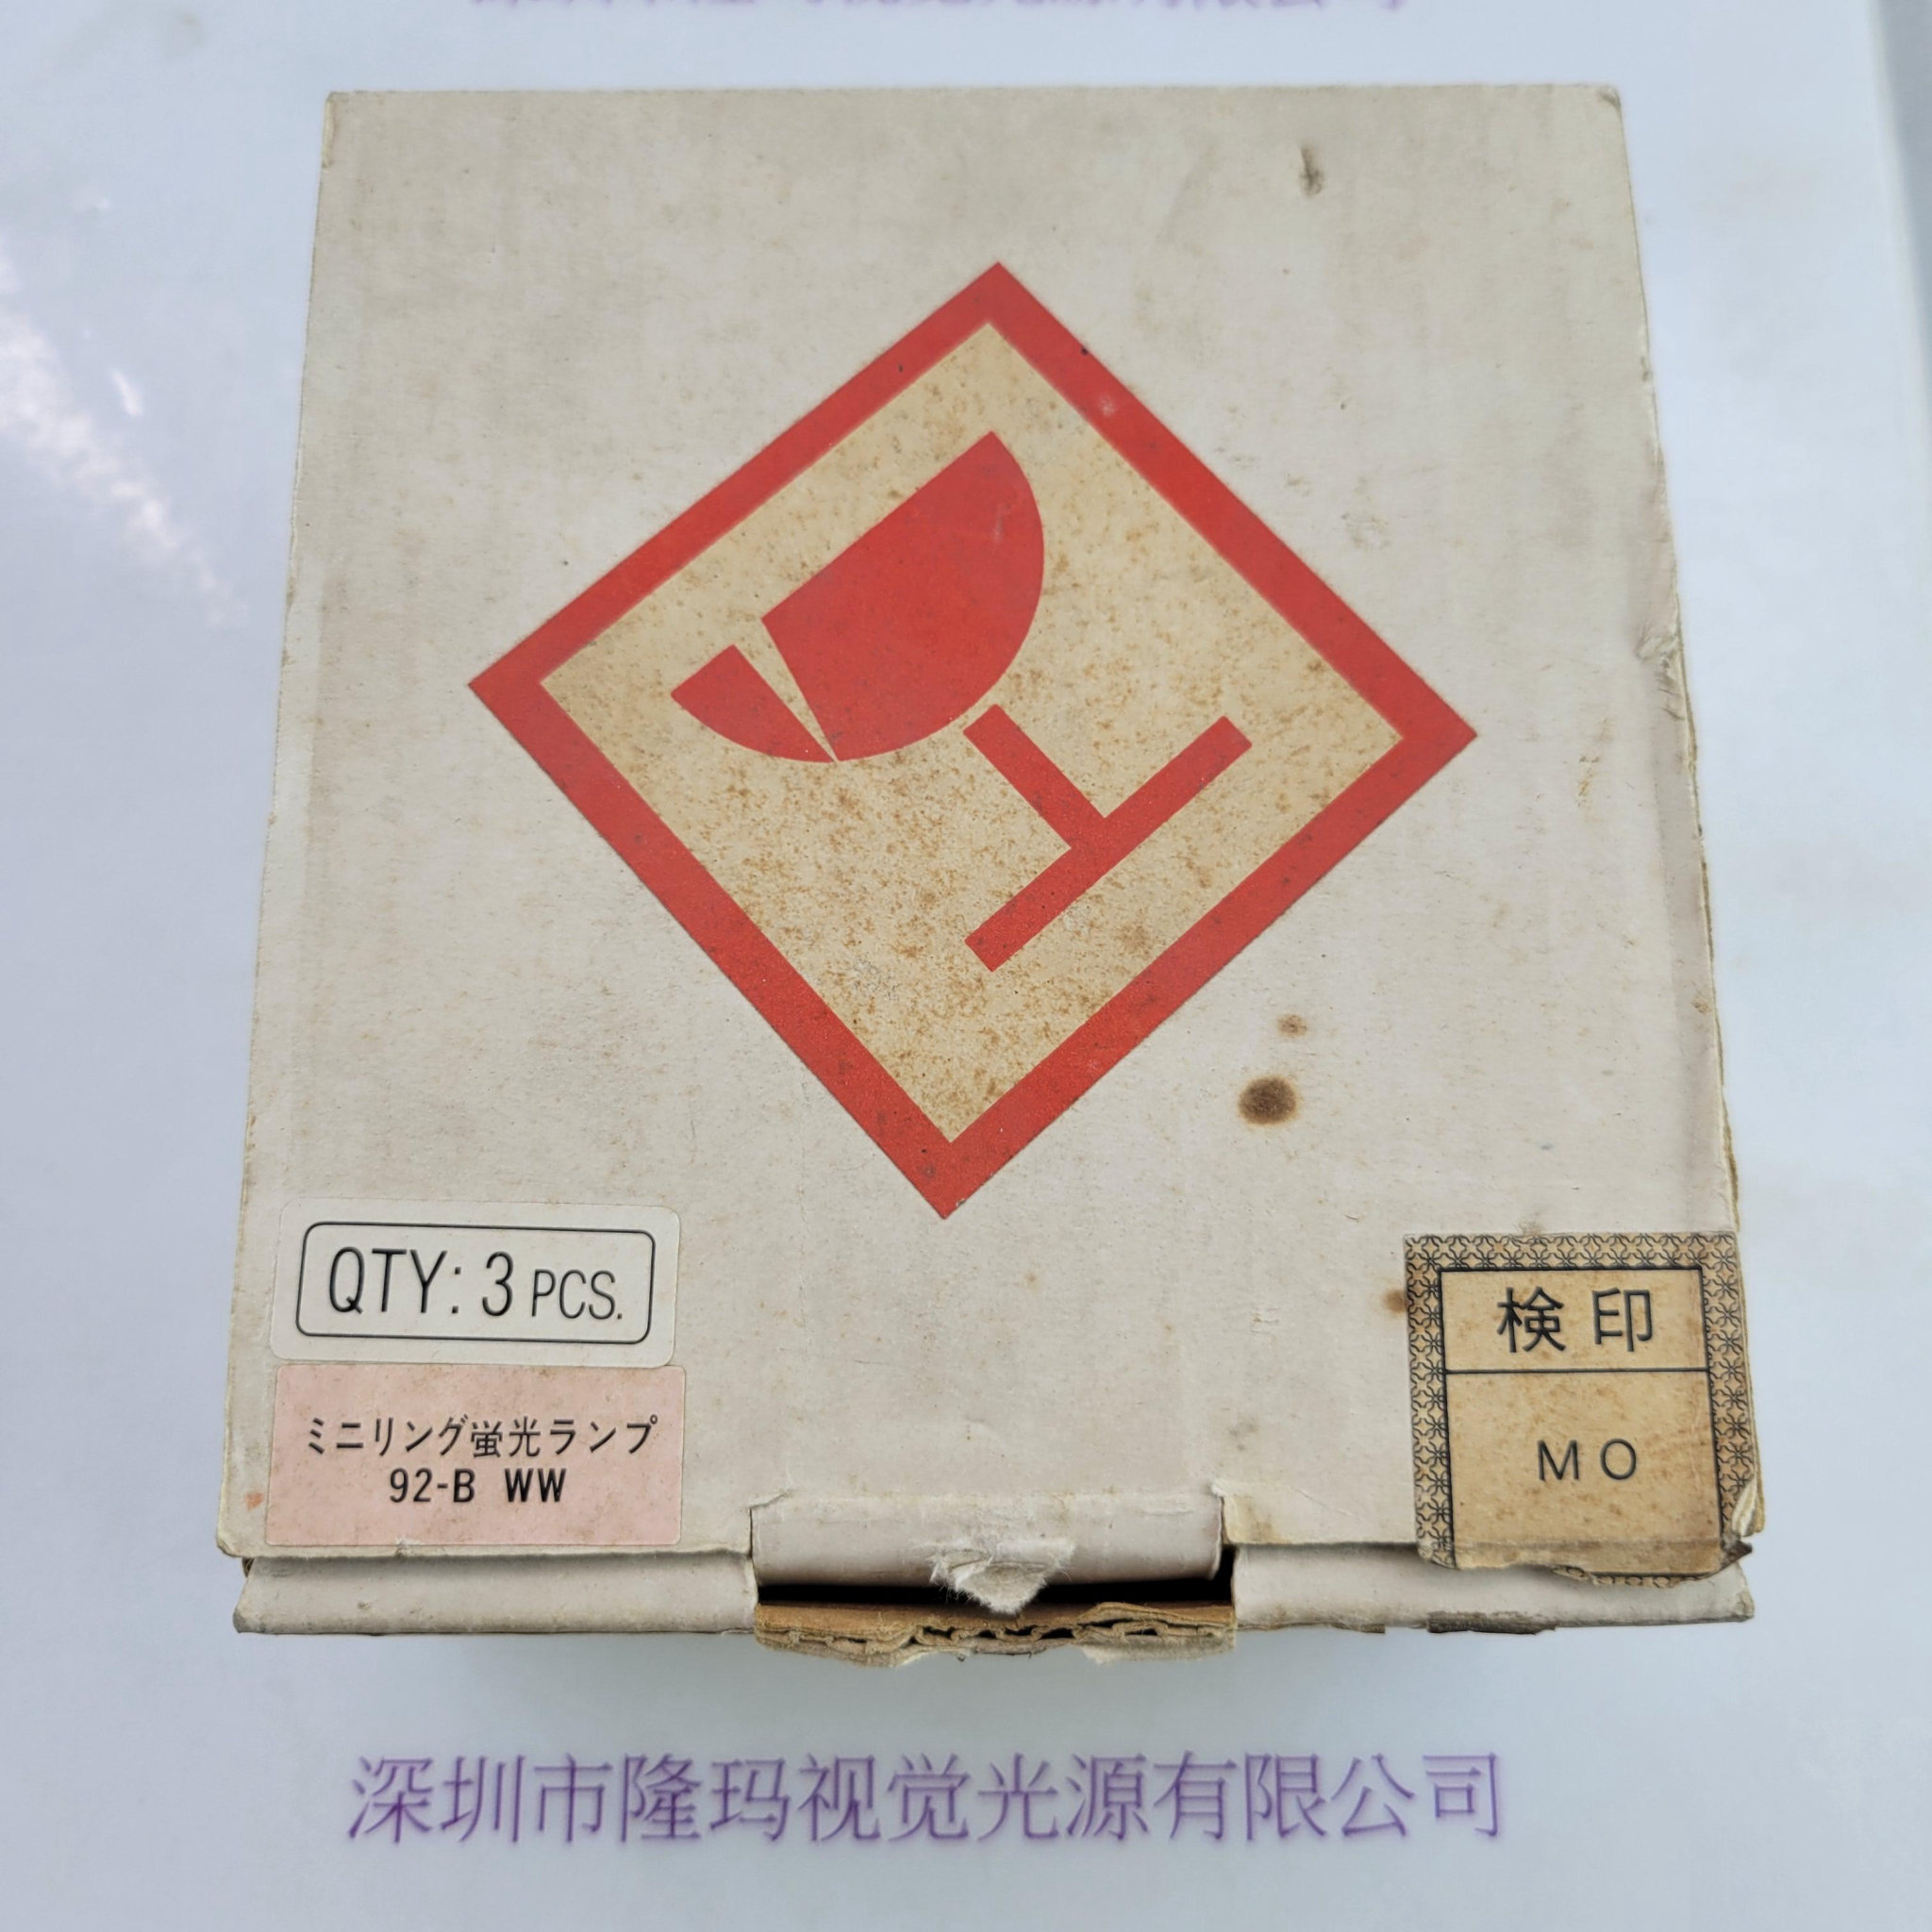 QTY: 3 PCS.
ミニリング蛍光ランプ
92-B WW
検印
MO
深圳市隆玛视觉光源有限公司